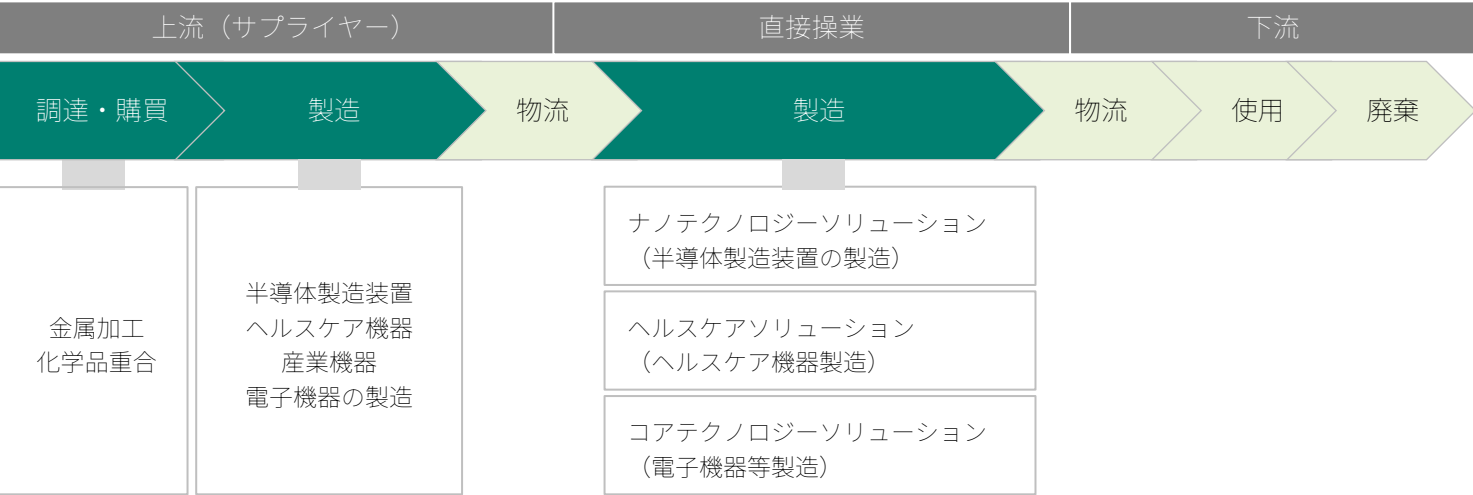 上流（サプライヤー）
直接操業
下流
調達・購買
製造
物流
製造
物流
使用
廃棄
金属加工
化学品重合
半導体製造装置
ヘルスケア機器
産業機器
電子機器の製造
ナノテクノロジーソリューション
（半導体製造装置の製造）
ヘルスケアソリューション
（ヘルスケア機器製造）
コアテクノロジーソリューション
（電子機器等製造）